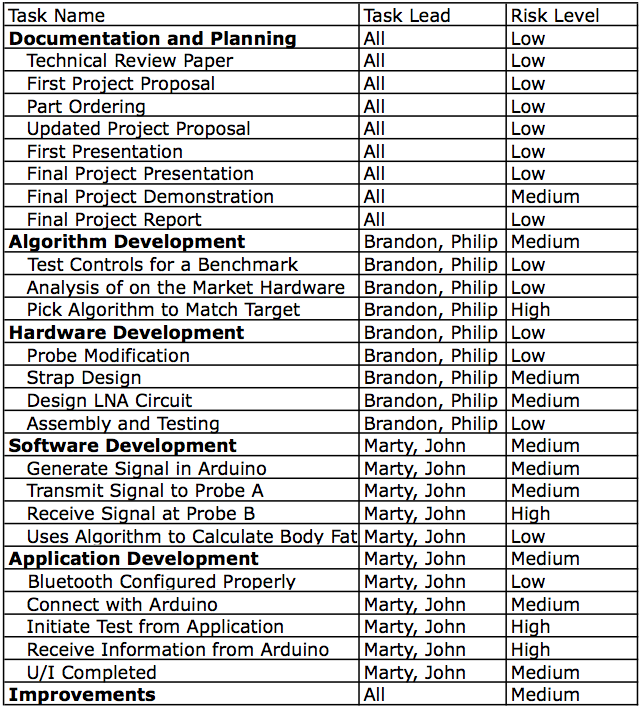 Task Name Task Lead Risk Level
Documentation and Planning All Low
Technical Review Paper All Low
First Project Proposal All Low
Part Ordering All Low
Updated Project Proposal All Low
First Presentation All Low
Final Project Presentation All Low
Final Project Demonstration All Medium
Final Project Report All Low
Algorithm Development Brandon, Philip Medium
Test Controls for a Benchmark Brandon, Philip Low
Analysis of on the Market Hardware Brandon, Philip Low
Pick Algorithm to Match Target Brandon, Philip High
Hardware Development Brandon, Philip Low
Probe Modification Brandon, Philip Low
Strap Design Brandon, Philip Medium
Design LNA Circuit Brandon, Philip Medium
Assembly and Testing Brandon, Philip Low
Software Development Marty, John Medium
Generate Signal in Arduino Marty, John Medium
Transmit Signal to Probe A Marty, John Medium
Receive Signal at Probe B Marty, John High
Uses Algorithm to Calculate Body Fat Marty, John Low
Application Development Marty, John Medium
Bluetooth Configured Properly Marty, John Low
Connect with Arduino Marty, John Medium
Initiate Test from Application Marty, John High
Receive Information from Arduino Marty, John High
U/I Completed Marty, John Medium
Improvements All Medium